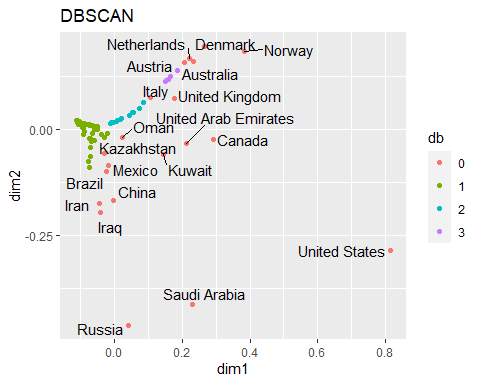 DBSCAN
Netherlands
Denmark
Norway
Austria
Australia
Italy
United Kingdom
United Arab Emirates
Oman
Canada
Kazakhstan
Mexico
Kuwait
Brazil
China
Iran
Iraq
United States
Saudi Arabia
Russia
0.00
-0.25
dim2
0.0
0.2
0.4
0.6
0.8
dim1
db
0
1
2
3